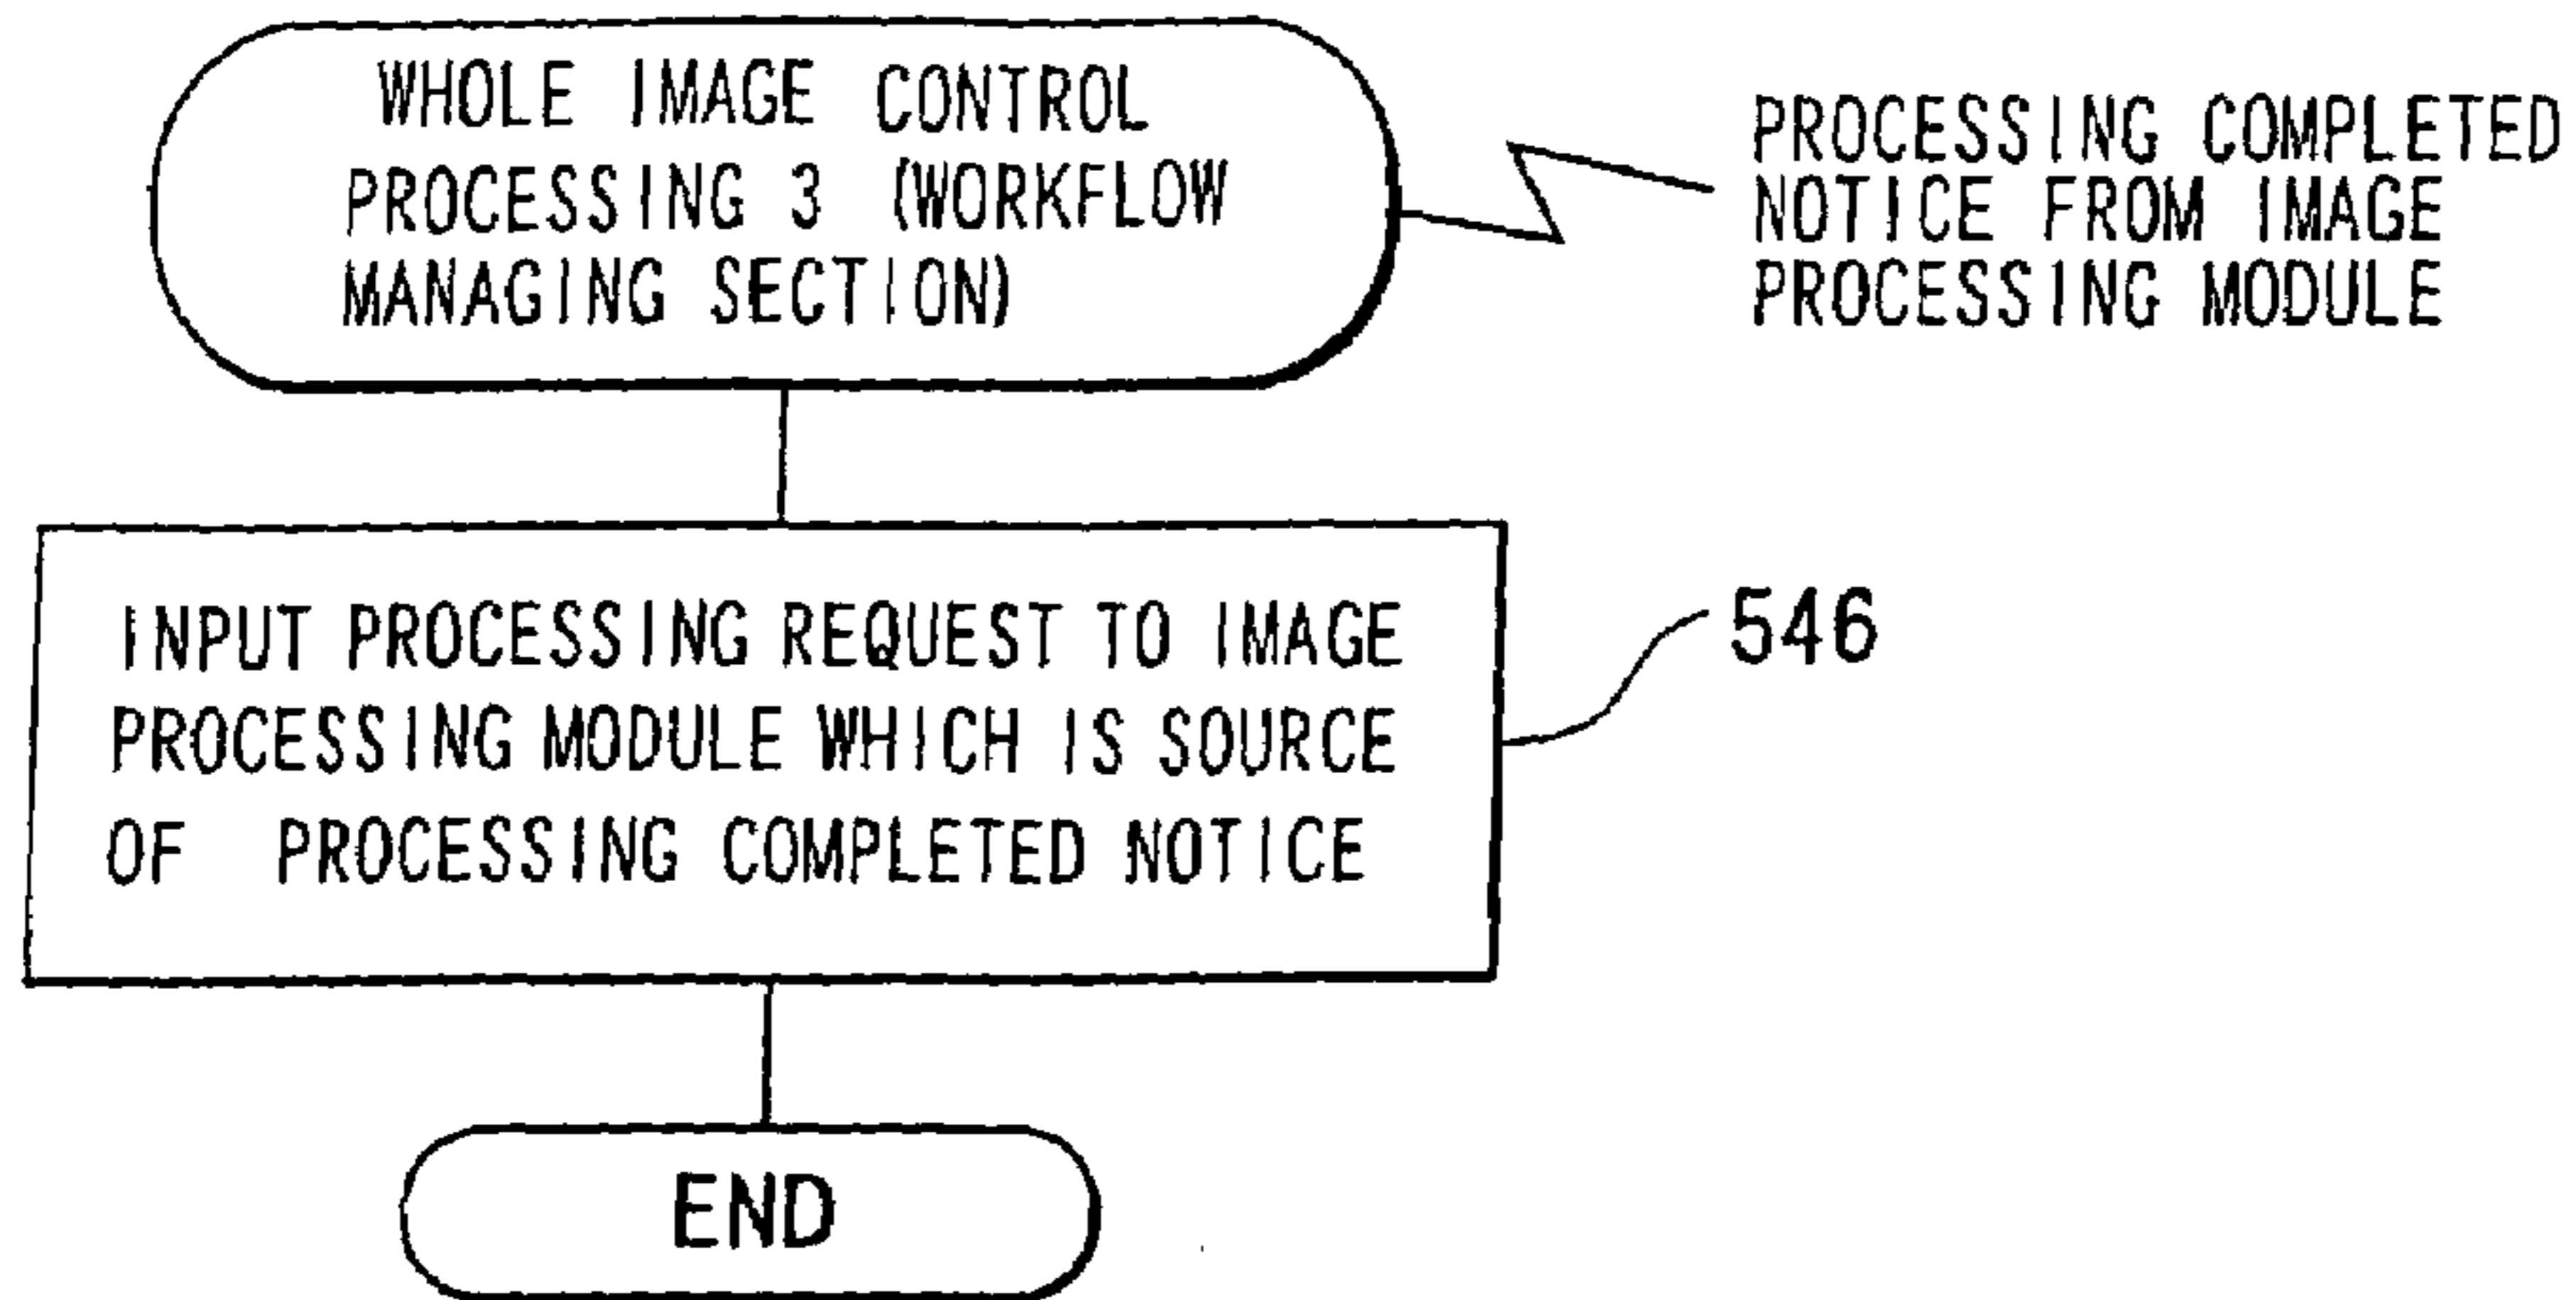 WHOLE IMAGE CONTROL
PROCESSING 3 (WORKFLOW
MANAGING SECTION)
PROCESSING COMPLETED
NOTICE FROM IMAGE
PROCESSING MODULE
INPUT PROCESSING REQUEST TO IMAGE
PROCESSING MODULE WHICH IS SOURCE
OF PROCESSING COMPLETED NOTICE
546
END